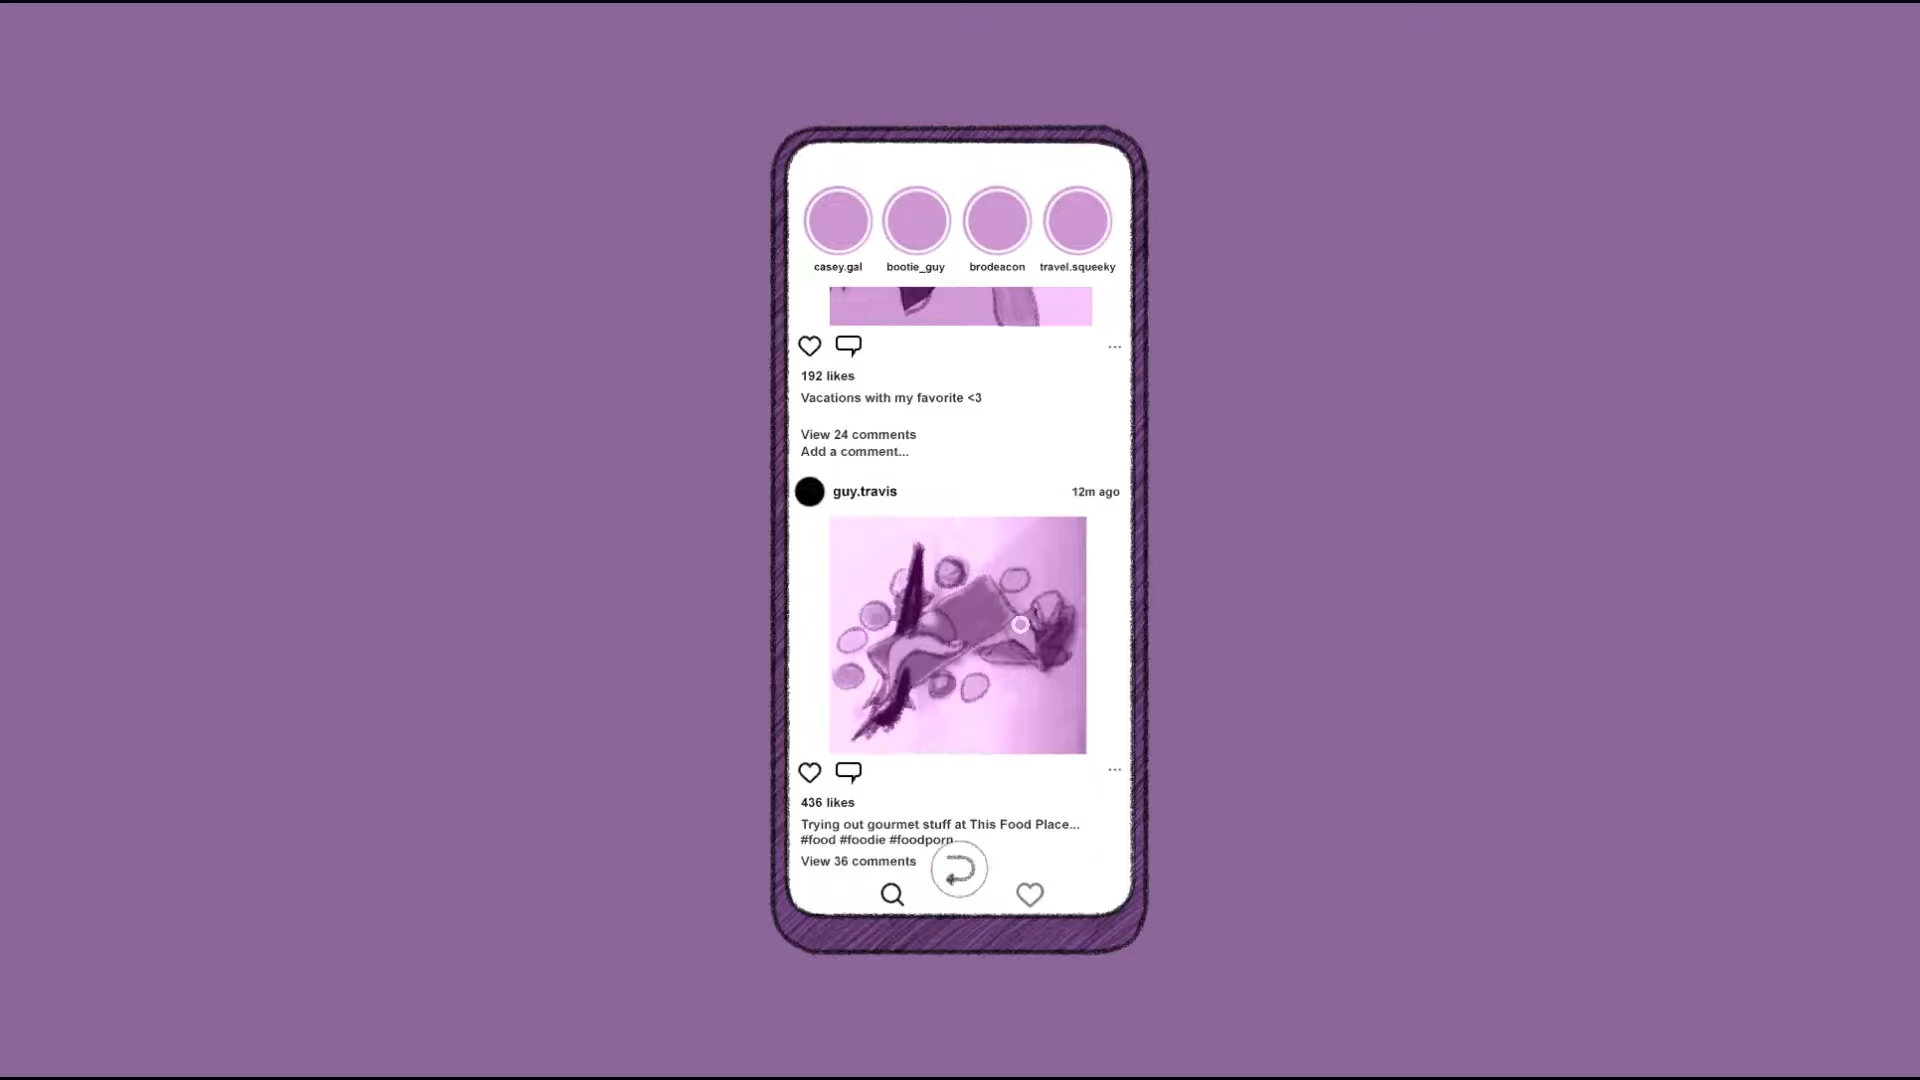 casey.gal bootie_guy brodeacon travel.squeeky
...
192 likes
Vacations with my favorite <3
View 24 comments
Add a comment...
guy.travis 12m ago
...
436 likes
Trying out gourmet stuff at This Food Place...
#food #foodie #foodporn
View 36 comments